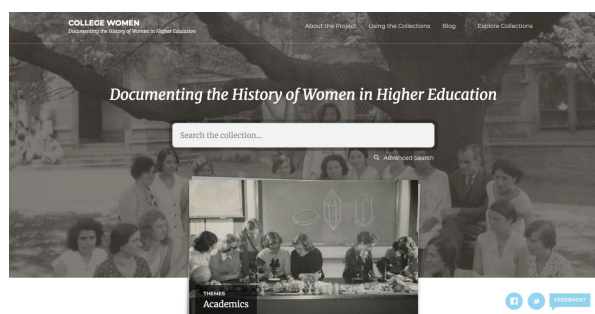 COLLEGE WOMEN
Documenting the History of Women in Higher Education
About the Project
Using the Collections
Blog
Explore Collections
Documenting the History of Women in Higher Education
Search the collection...
Advanced Search
THEMES
Academics
FEEDBACK?